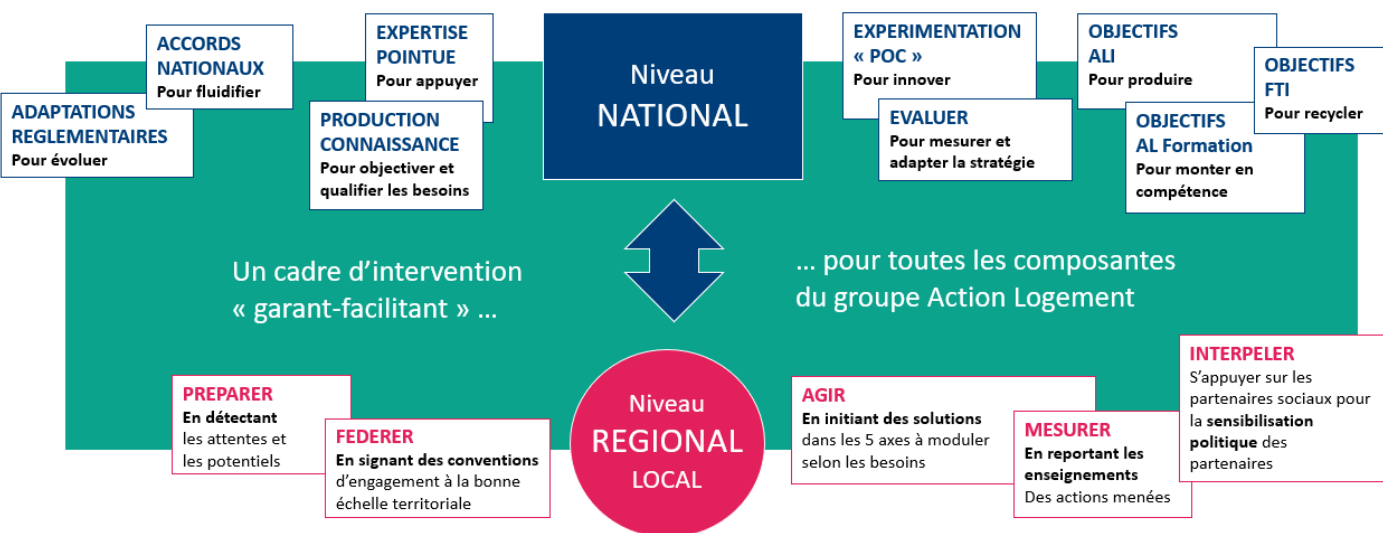 ADAPTATIONS
REGLEMENTAIRES
Pour évoluer
ACCORDS
NATIONAUX
Pour fluidifier
EXPERTISE
POINTUE
Pour appuyer
PRODUCTION
CONNAISSANCE
Pour objectiver et
qualifier les besoins
Niveau
NATIONAL
EXPERIMENTATION
« POC »
Pour innover
EVALUER
Pour mesurer et
adapter la stratégie
OBJECTIFS
ALI
Pour produire
OBJECTIFS
AL Formation
Pour monter en
compétence
OBJECTIFS
FTI
Pour recycler
Un cadre d’intervention
« garant-facilitant » …
… pour toutes les composantes
du groupe Action Logement
PREPARER
En détectant
les attentes et
les potentiels
FEDERER
En signant des conventions
d’engagement à la bonne
échelle territoriale
Niveau
REGIONAL
LOCAL
AGIR
En initiant des solutions
dans les 5 axes à moduler
selon les besoins
MESURER
En reportant les
enseignements
Des actions menées
INTERPELER
S’appuyer sur les
partenaires sociaux pour
la sensibilisation
politique des
partenaires